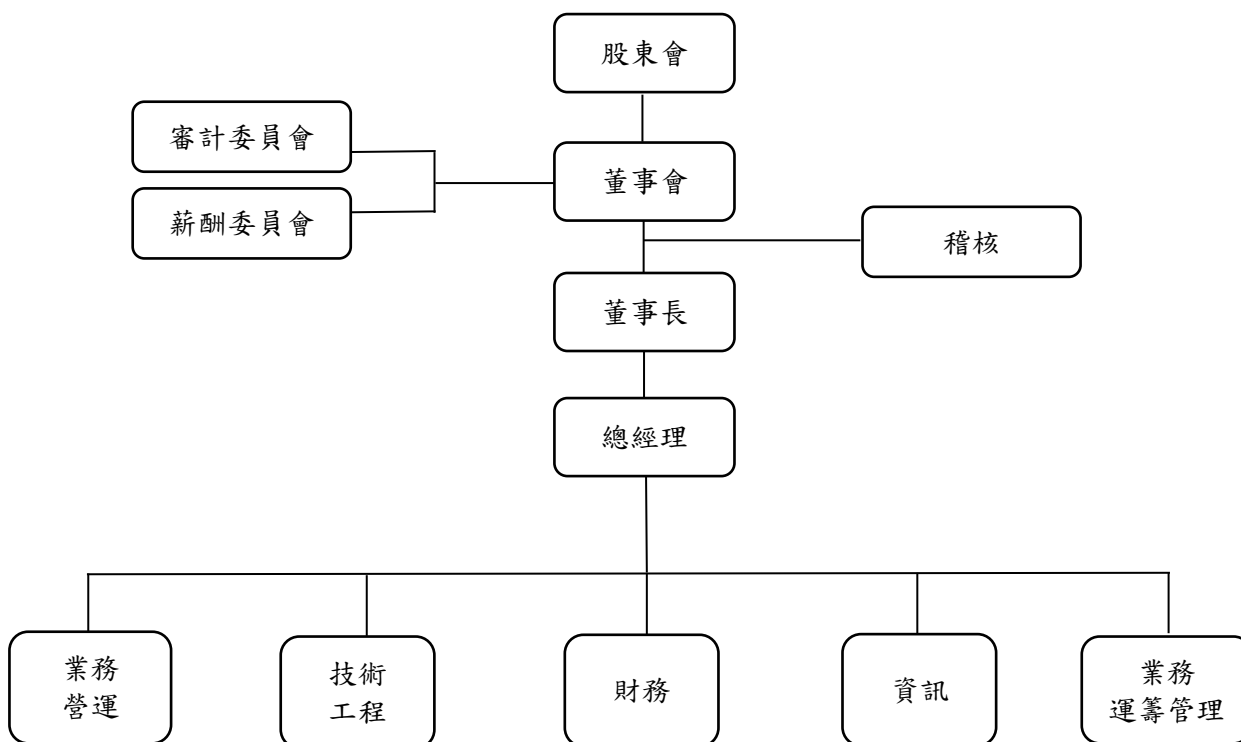 股東會
審計委員會
董事會
薪酬委員會
稽核
董事長
總經理
業務
營運
技術
工程
財務
資訊
業務
運籌管理